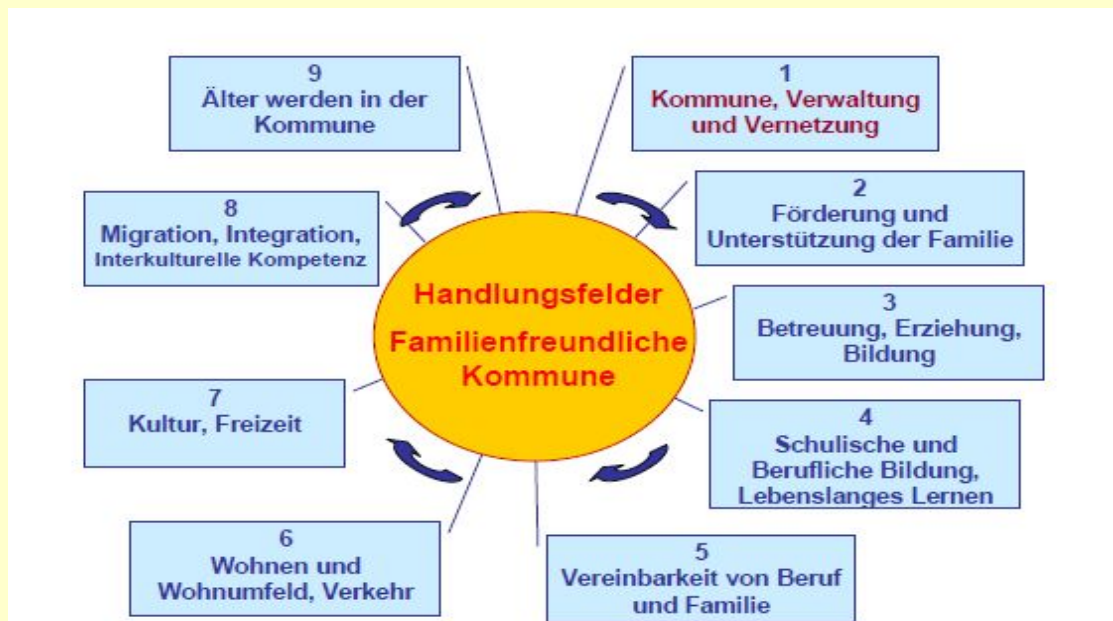 Handlungsfelder
Familienfreundliche
Kommune
1
Kommune, Verwaltung
und Vernetzung
2
Förderung und
Unterstützung der Familie
3
Betreuung, Erziehung,
Bildung
4
Schulische und
Berufliche Bildung,
Lebenslanges Lernen
5
Vereinbarkeit von Beruf
und Familie
6
Wohnen und
Wohnumfeld, Verkehr
7
Kultur, Freizeit
8
Migration, Integration,
Interkulturelle Kompetenz
9
Älter werden in der
Kommune